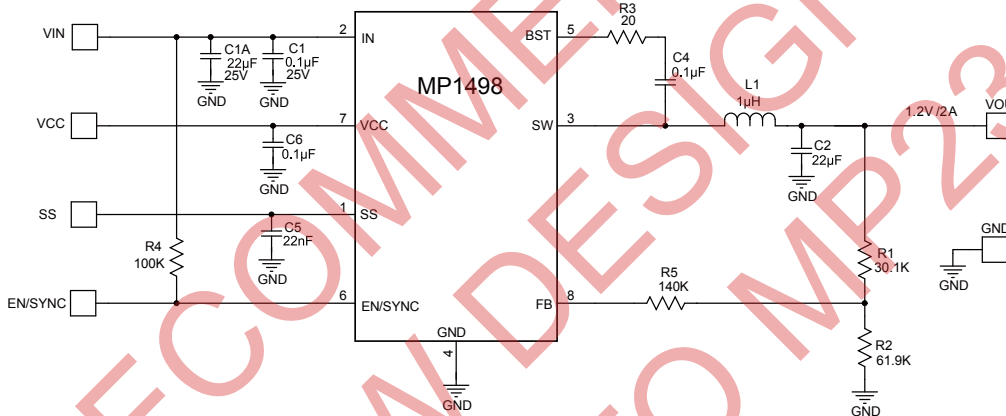 VIN
C1A
22µF
25V
GND
C1
0.1µF
25V
GND
2
IN
MP1498
BST
5
R3
20
C4
0.1µF
L1
1µH
VCC
7
VCC
C6
0.1µF
GND
SW
3
C2
22µF
GND
1.2V/2A
SS
1
SS
C5
22nF
GND
R4
100K
EN/SYNC
6
EN/SYNC
GND
4
GND
FB
8
R5
140K
R1
30.1K
R2
61.9K
GND
GND
GND